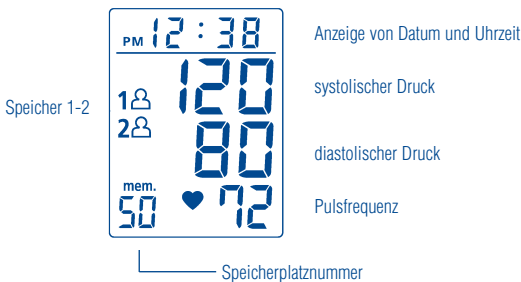 PM 12:38 Anzeige von Datum und Uhrzeit
120 systolischer Druck
Speicher 1-2
1
2
80 diastolischer Druck
mem.
50 72 Pulsfrequenz
Speicherplatznummer